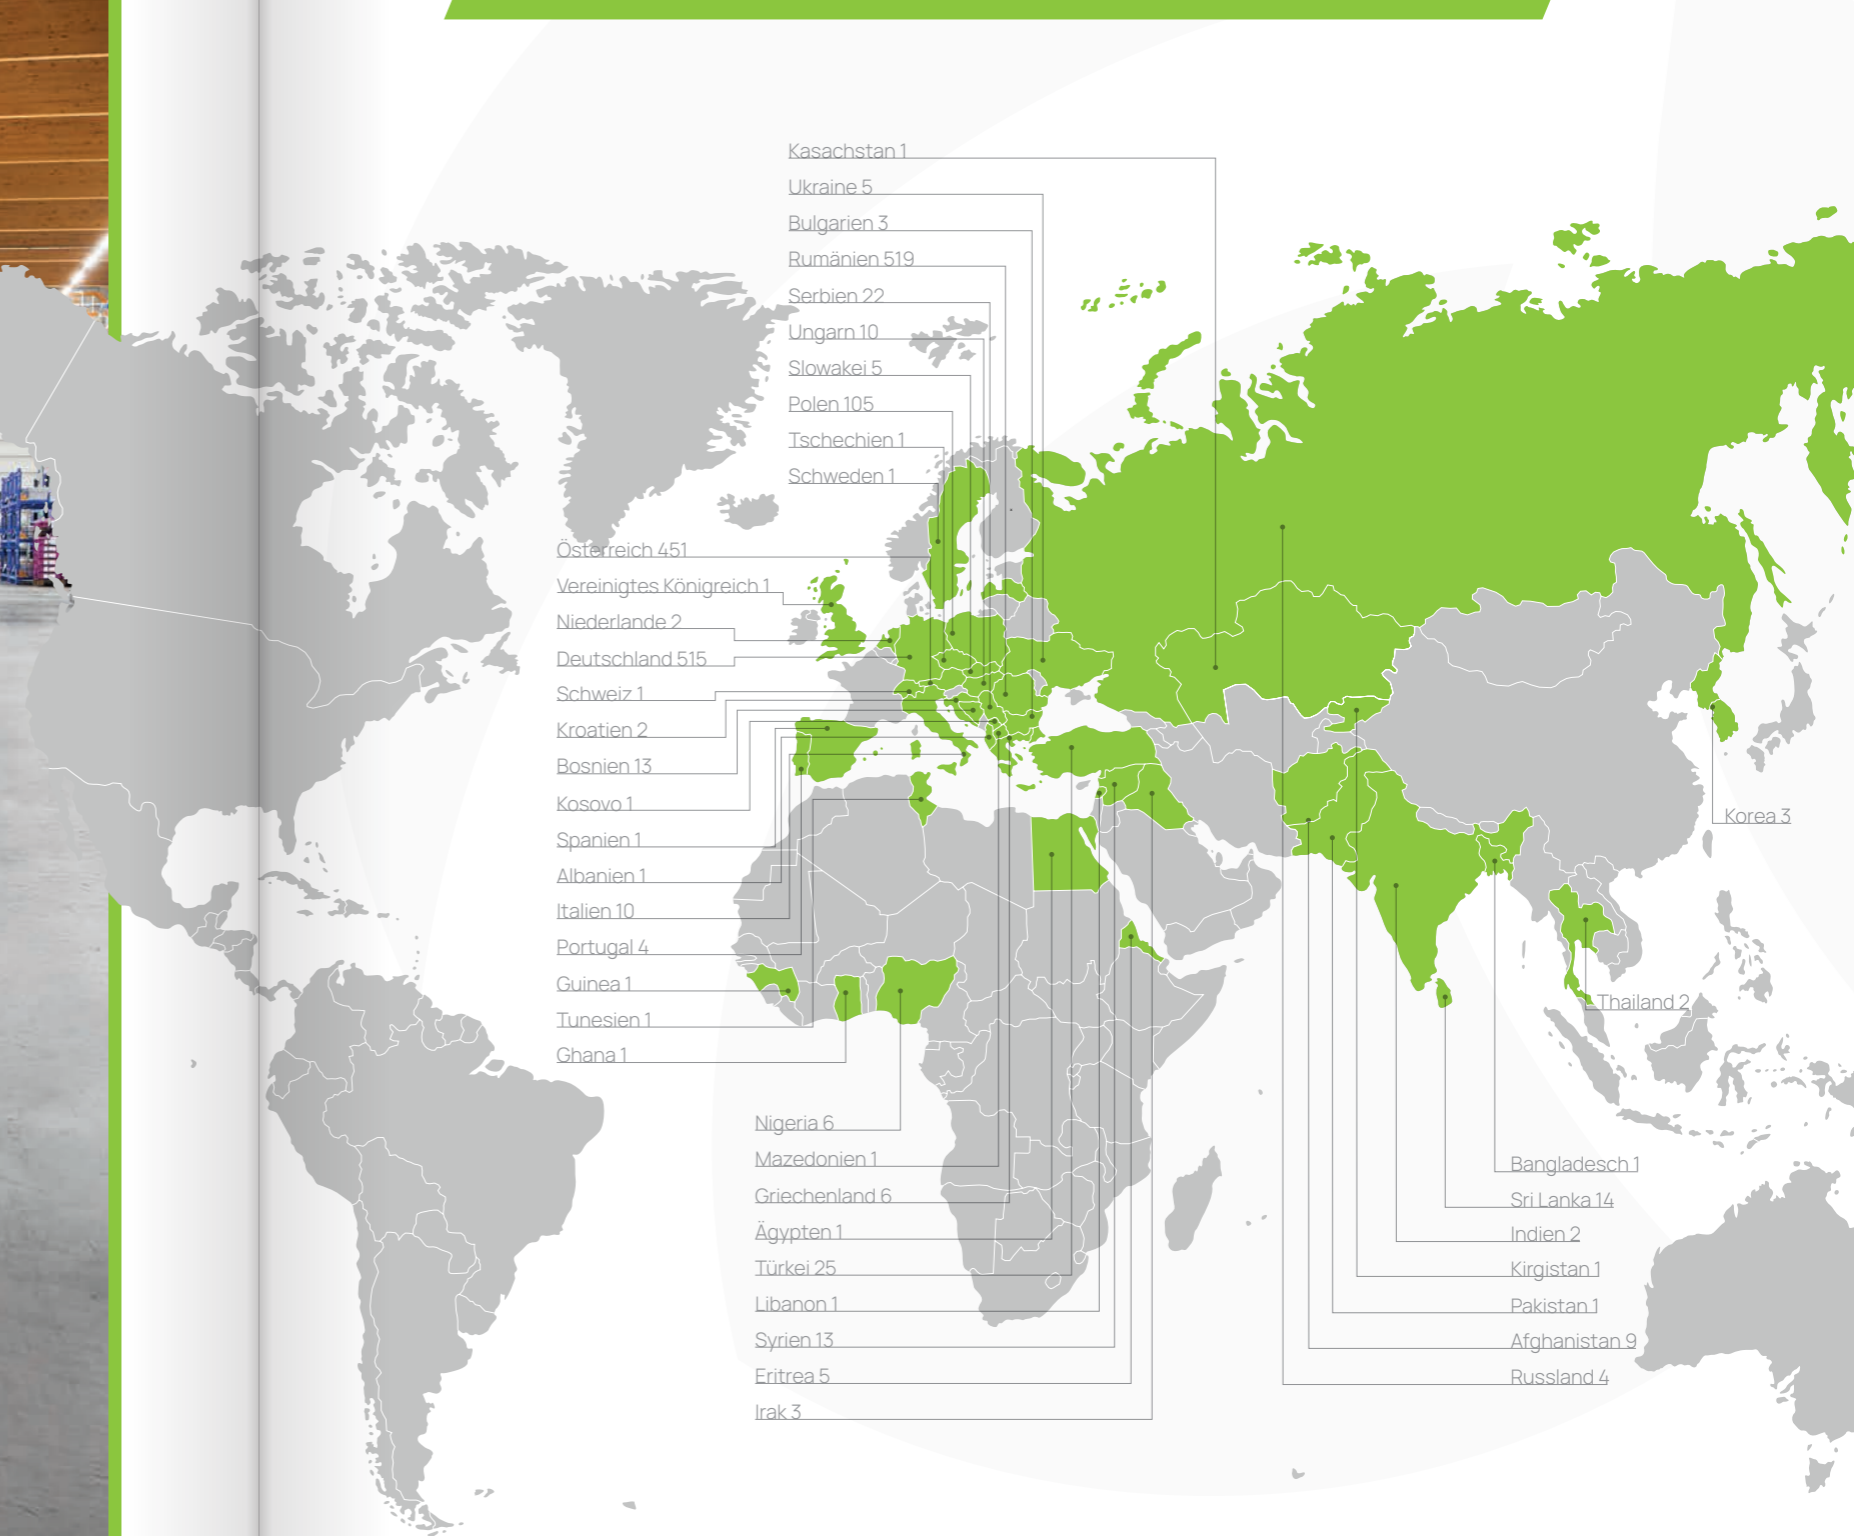 Kasachstan 1
Ukraine 5
Bulgarien 3
Rumänien 519
Serbien 22
Ungarn 10
Slowakei 5
Polen 105
Tschechien 1
Schweden 1
Österreich 451
Vereinigtes Königreich 1
Niederlande 2
Deutschland 515
Schweiz 1
Kroatien 2
Bosnien 13
Kosovo 1
Spanien 1
Albanien 1
Italien 10
Portugal 4
Guinea 1
Tunesien 1
Ghana 1
Nigeria 6
Mazedonien 1
Griechenland 6
Ägypten 1
Türkei 25
Libanon 1
Syrien 13
Eritrea 5
Irak 3
Korea 3
Thailand 2
Bangladesch 1
Sri Lanka 14
Indien 2
Kirgistan 1
Pakistan 1
Afghanistan 9
Russland 4